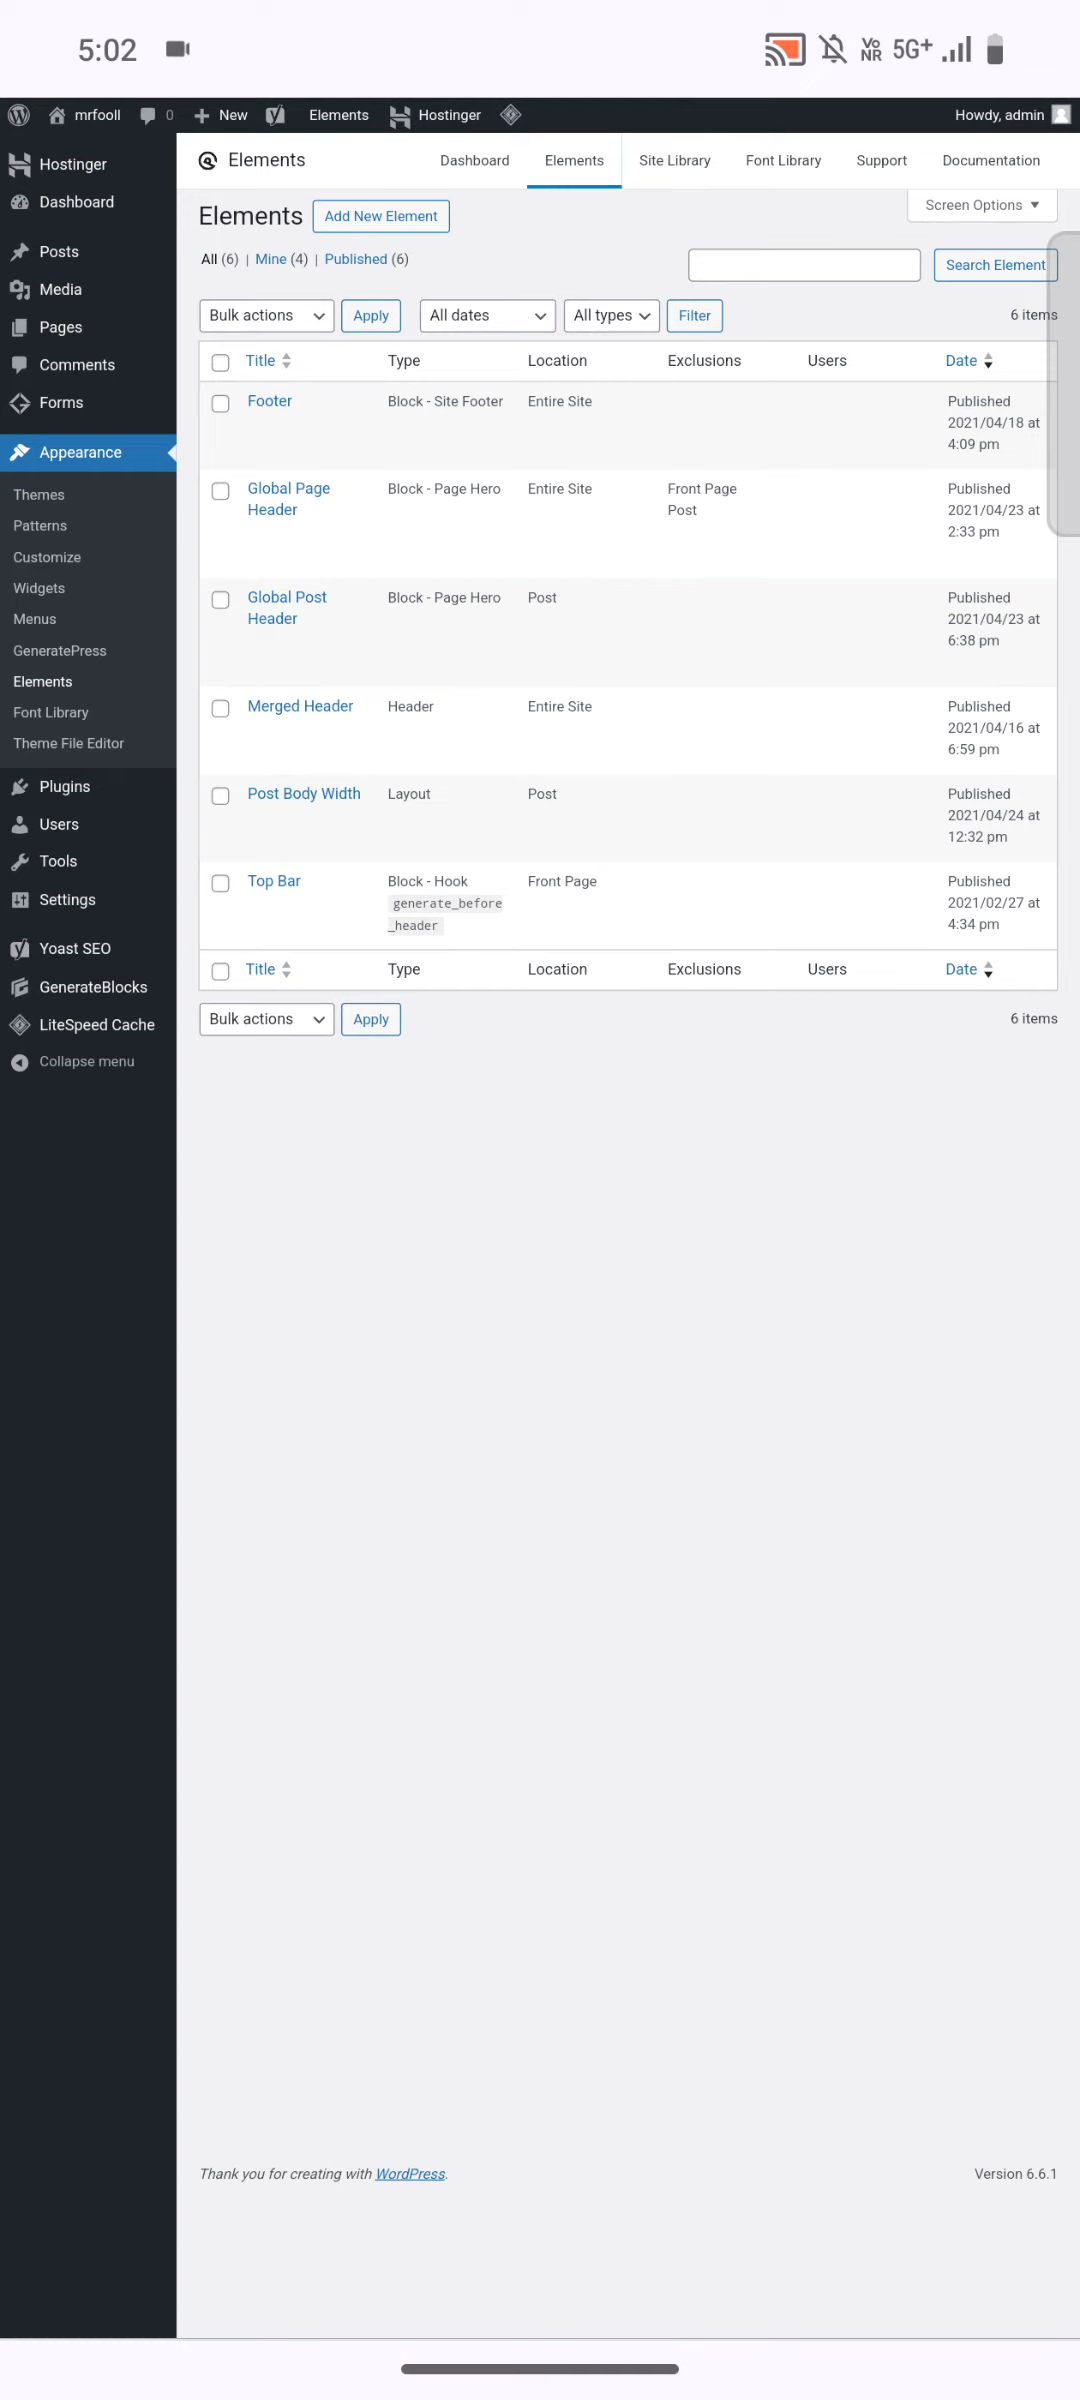 5:02
Vo
NR
5G+
mrfooll
0
New
Elements
Hostinger
Howdy, admin
Hostinger
Dashboard
Posts
Media
Pages
Comments
Forms
Appearance
Themes
Patterns
Customize
Widgets
Menus
GeneratePress
Elements
Font Library
Theme File Editor
Plugins
Users
Tools
Settings
Yoast SEO
GenerateBlocks
LiteSpeed Cache
Collapse menu
Elements
Dashboard
Elements
Site Library
Font Library
Support
Documentation
Elements
Add New Element
Screen Options
All (6) | Mine (4) | Published (6)
Search Element
Bulk actions
Apply
All dates
All types
Filter
6 items
Title
Type
Location
Exclusions
Users
Date
Footer
Block - Site Footer
Entire Site
Published
2021/04/18 at
4:09 pm
Global Page
Header
Block - Page Hero
Entire Site
Front Page
Post
Published
2021/04/23 at
2:33 pm
Global Post
Header
Block - Page Hero
Post
Published
2021/04/23 at
6:38 pm
Merged Header
Header
Entire Site
Published
2021/04/16 at
6:59 pm
Post Body Width
Layout
Post
Published
2021/04/24 at
12:32 pm
Top Bar
Block - Hook
generate_before
_header
Front Page
Published
2021/02/27 at
4:34 pm
Title
Type
Location
Exclusions
Users
Date
Bulk actions
Apply
6 items
Thank you for creating with WordPress.
Version 6.6.1